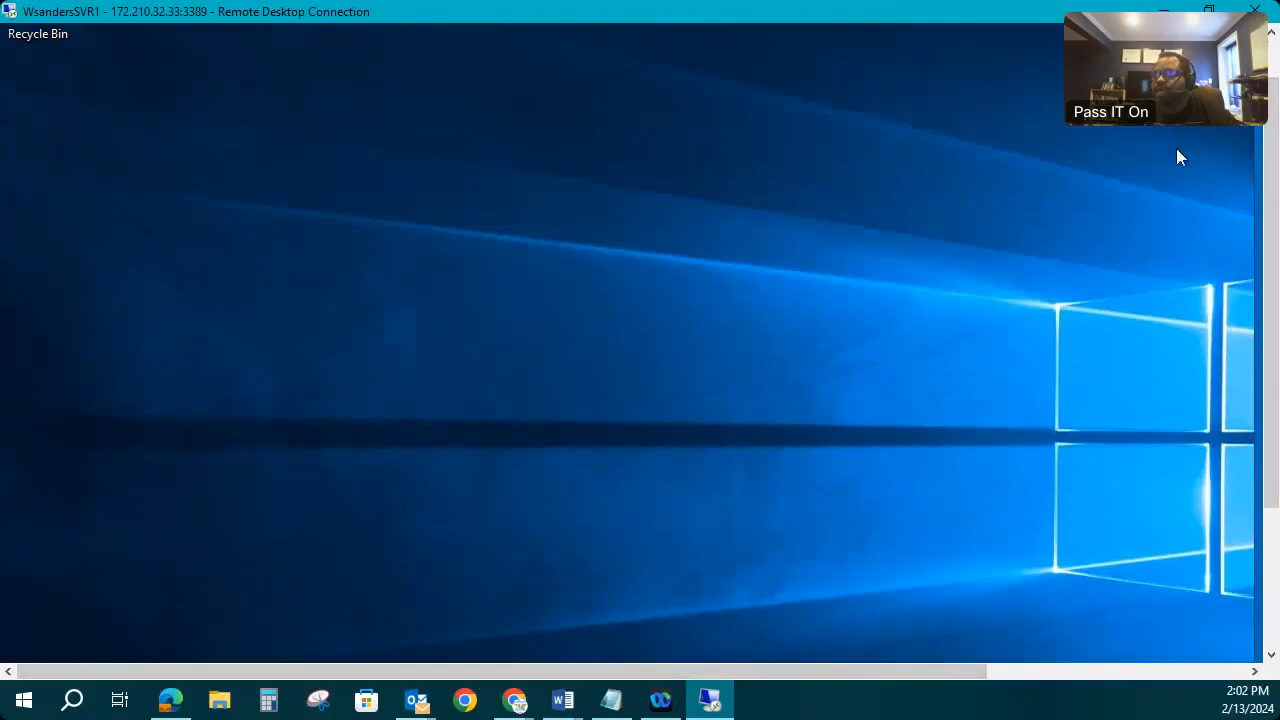 WsandersSVR1 - 172.210.32.33:3389 - Remote Desktop Connection
Recycle Bin
Pass IT On
2:02 PM
2/13/2024